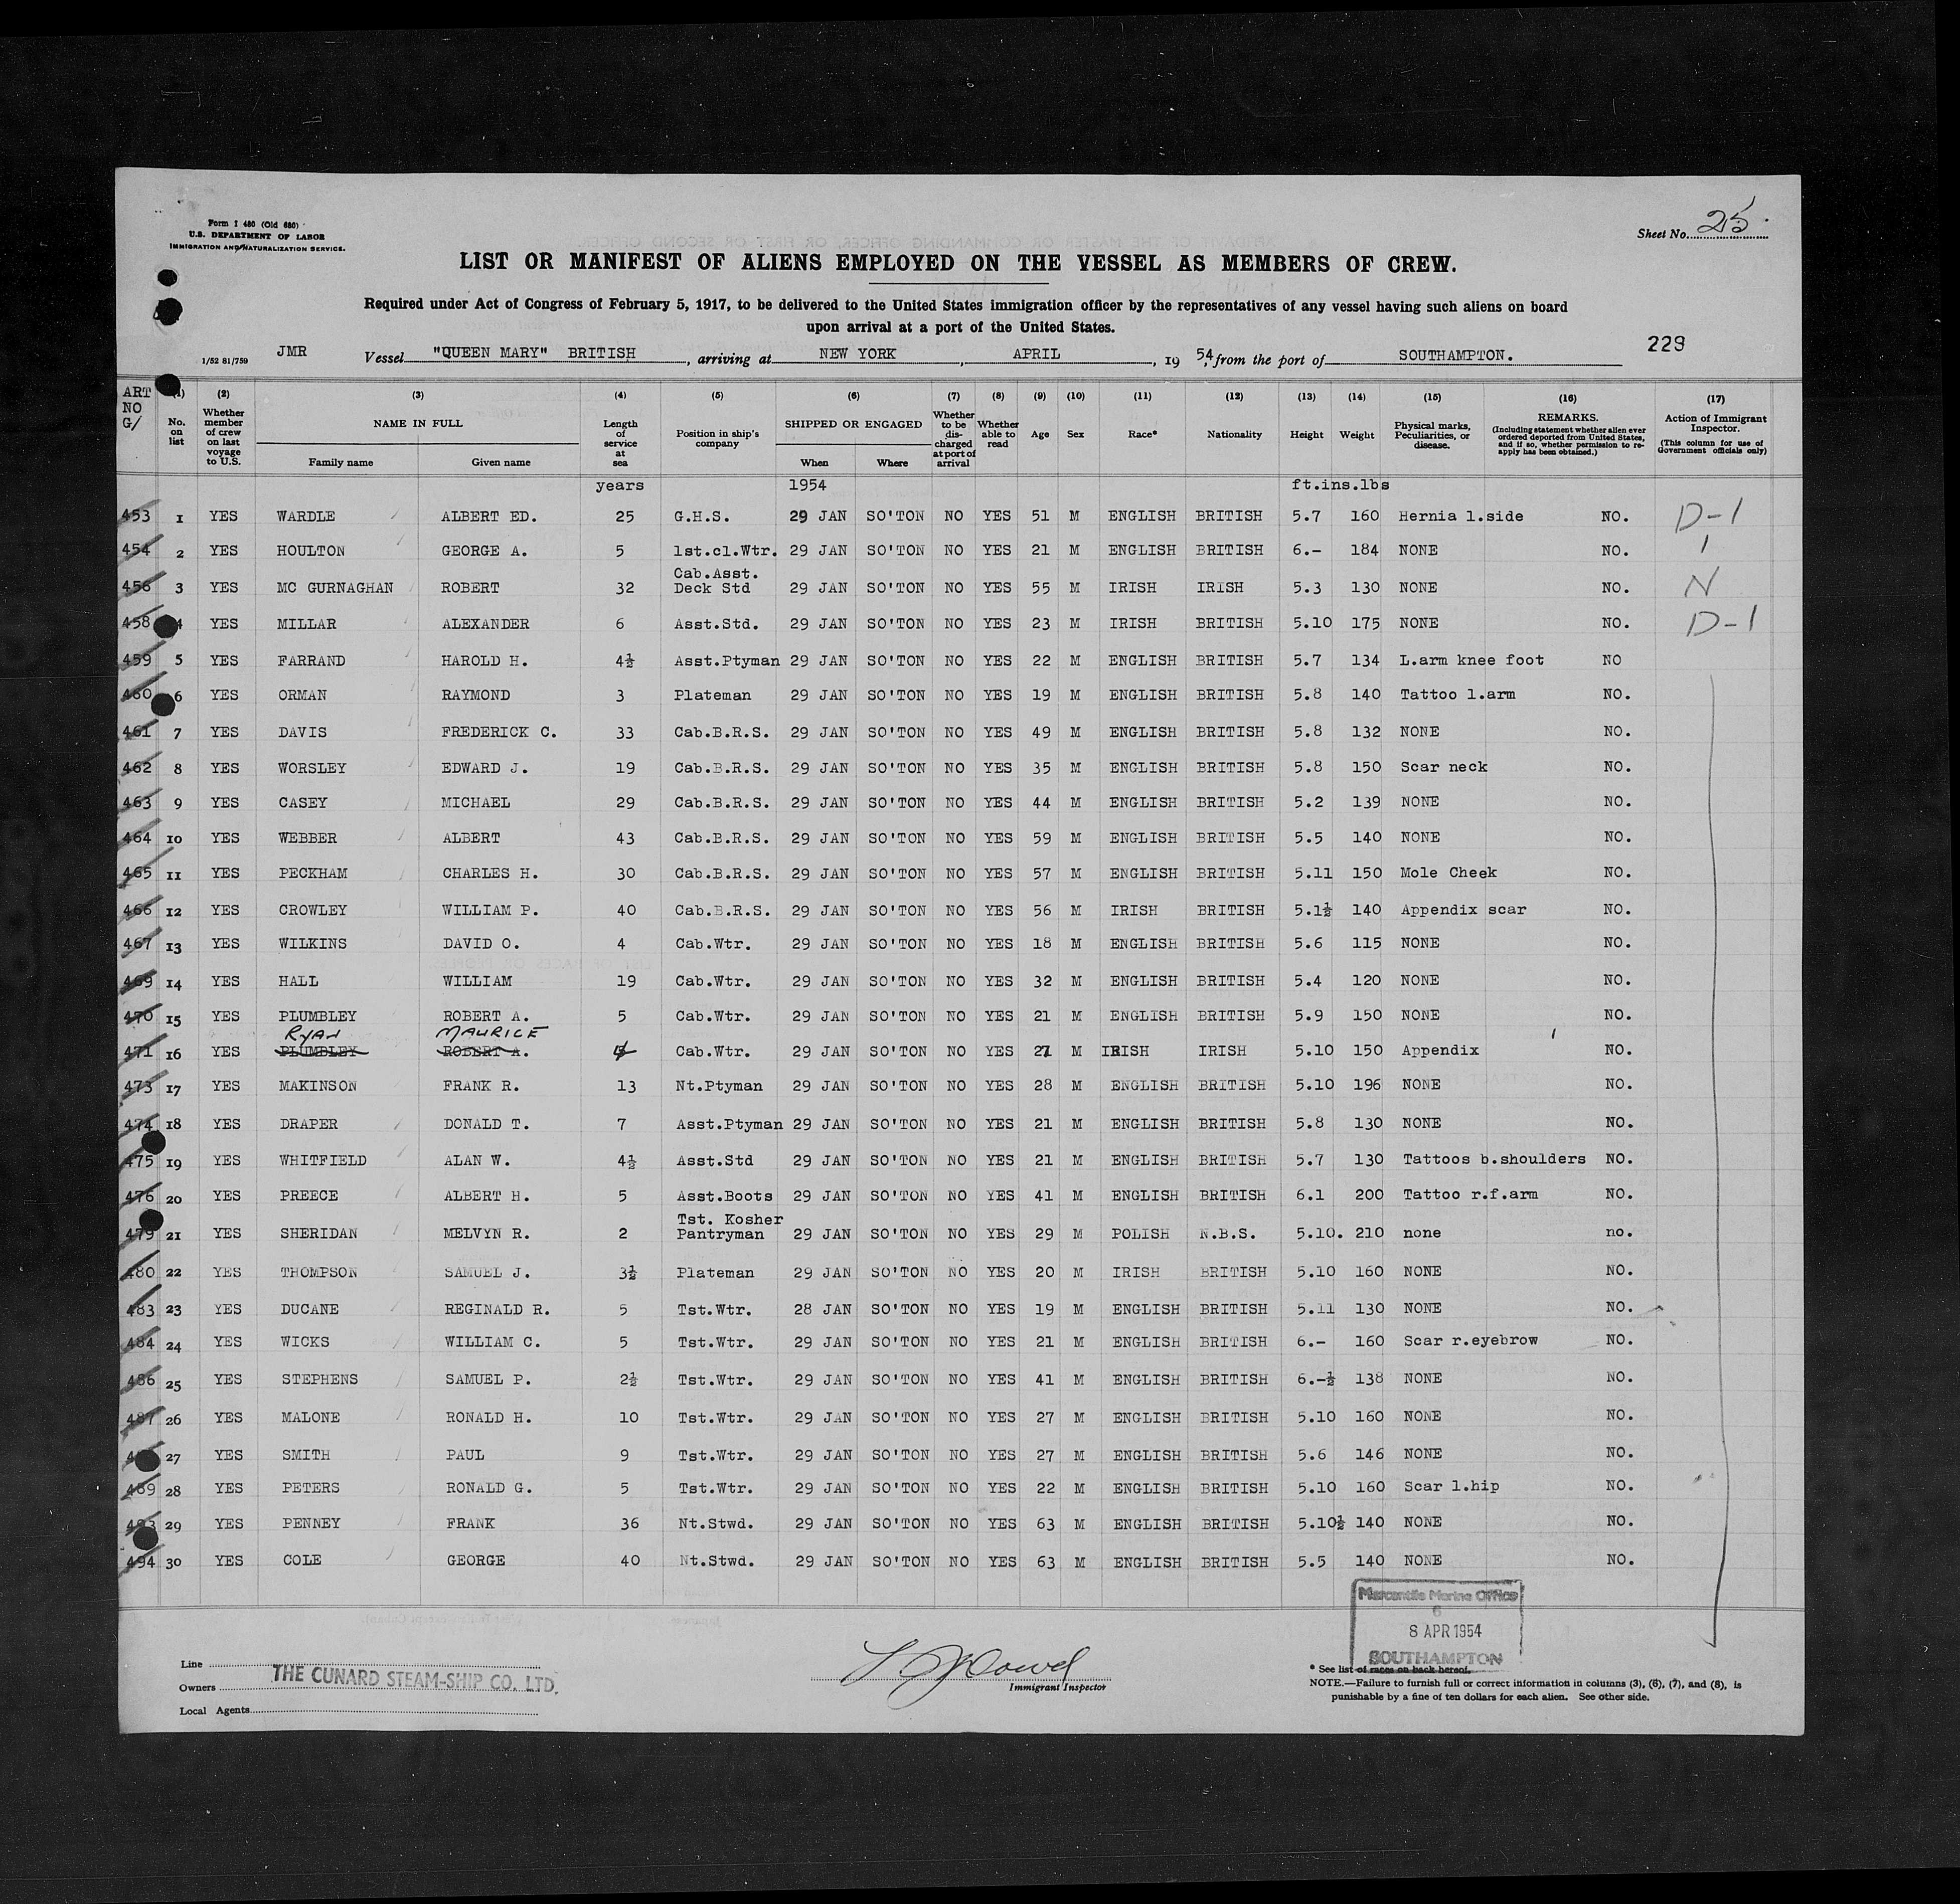 Form I 480 (Old 680)
U.S. DEPARTMENT OF LABOR
IMMIGRATION AND NATURALIZATION SERVICE.
Sheet No. 25
LIST OR MANIFEST OF ALIENS EMPLOYED ON THE VESSEL AS MEMBERS OF CREW.
Required under Act of Congress of February 5, 1917, to be delivered to the United States immigration officer by the representatives of any vessel having such aliens on board
upon arrival at a port of the United States.
229
1/52 81/759 JMR Vessel "QUEEN MARY" BRITISH, arriving at NEW YORK, APRIL, 19 54, from the port of SOUTHAMPTON.
ART NO G/ (1) No. on list (2) Whether member of crew on last voyage to U.S. (3) NAME IN FULL Family name Given name (4) Length of service at sea (5) Position in ship's company (6) SHIPPED OR ENGAGED When Where (7) Whether to be discharged at port of arrival (8) Whether able to read (9) Age (10) Sex (11) Race* (12) Nationality (13) Height (14) Weight (15) Physical marks, Peculiarities, or disease. (16) REMARKS. (Including statement whether alien ever ordered deported from United States, and if so, whether permission to re-apply has been obtained.) (17) Action of Immigrant Inspector. (This column for use of Government officials only)
years 1954 ft.ins.lbs
453 1 YES WARDLE ALBERT ED. 25 G.H.S. 29 JAN SO'TON NO YES 51 M ENGLISH BRITISH 5.7 160 Hernia l.side NO. D-1
454 2 YES HOULTON GEORGE A. 5 1st.cl.Wtr. 29 JAN SO'TON NO YES 21 M ENGLISH BRITISH 6.- 184 NONE NO.
456 3 YES MC GURNAGHAN ROBERT 32 Cab.Asst. Deck Std 29 JAN SO'TON NO YES 55 M IRISH IRISH 5.3 130 NONE NO. N
458 4 YES MILLAR ALEXANDER 6 Asst.Std. 29 JAN SO'TON NO YES 23 M IRISH BRITISH 5.10 175 NONE NO. D-1
459 5 YES FARRAND HAROLD H. 4½ Asst.Ptyman 29 JAN SO'TON NO YES 22 M ENGLISH BRITISH 5.7 134 L.arm knee foot NO
460 6 YES ORMAN RAYMOND 3 Plateman 29 JAN SO'TON NO YES 19 M ENGLISH BRITISH 5.8 140 Tattoo l.arm NO.
461 7 YES DAVIS FREDERICK C. 33 Cab.B.R.S. 29 JAN SO'TON NO YES 49 M ENGLISH BRITISH 5.8 132 NONE NO.
462 8 YES WORSLEY EDWARD J. 19 Cab.B.R.S. 29 JAN SO'TON NO YES 35 M ENGLISH BRITISH 5.8 150 Scar neck NO.
463 9 YES CASEY MICHAEL 29 Cab.B.R.S. 29 JAN SO'TON NO YES 44 M ENGLISH BRITISH 5.2 139 NONE NO.
464 10 YES WEBBER ALBERT 43 Cab.B.R.S. 29 JAN SO'TON NO YES 59 M ENGLISH BRITISH 5.5 140 NONE NO.
465 11 YES PECKHAM CHARLES H. 30 Cab.B.R.S. 29 JAN SO'TON NO YES 57 M ENGLISH BRITISH 5.11 150 Mole Cheek NO.
466 12 YES CROWLEY WILLIAM P. 40 Cab.B.R.S. 29 JAN SO'TON NO YES 56 M IRISH BRITISH 5.1½ 140 Appendix scar NO.
467 13 YES WILKINS DAVID O. 4 Cab.Wtr. 29 JAN SO'TON NO YES 18 M ENGLISH BRITISH 5.6 115 NONE NO.
469 14 YES HALL WILLIAM 19 Cab.Wtr. 29 JAN SO'TON NO YES 32 M ENGLISH BRITISH 5.4 120 NONE NO.
470 15 YES PLUMBLEY ROBERT A. 5 Cab.Wtr. 29 JAN SO'TON NO YES 21 M ENGLISH BRITISH 5.9 150 NONE NO.
RYAN MAURICE
471 16 YES PLUMBLEY ROBERT A. Cab.Wtr. 29 JAN SO'TON NO YES 27 M IRISH IRISH 5.10 150 Appendix NO.
473 17 YES MAKINSON FRANK R. 13 Nt.Ptyman 29 JAN SO'TON NO YES 28 M ENGLISH BRITISH 5.10 196 NONE NO.
474 18 YES DRAPER DONALD T. 7 Asst.Ptyman 29 JAN SO'TON NO YES 21 M ENGLISH BRITISH 5.8 130 NONE NO.
475 19 YES WHITFIELD ALAN W. 4½ Asst.Std 29 JAN SO'TON NO YES 21 M ENGLISH BRITISH 5.7 130 Tattoos b.shoulders NO.
476 20 YES PREECE ALBERT H. 5 Asst.Boots 29 JAN SO'TON NO YES 41 M ENGLISH BRITISH 6.1 200 Tattoo r.f.arm NO.
479 21 YES SHERIDAN MELVYN R. 2 Tst. Kosher Pantryman 29 JAN SO'TON NO YES 29 M POLISH N.B.S. 5.10. 210 none no.
480 22 YES THOMPSON SAMUEL J. 3½ Plateman 29 JAN SO'TON NO YES 20 M IRISH BRITISH 5.10 160 NONE NO.
483 23 YES DUCANE REGINALD R. 5 Tst.Wtr. 28 JAN SO'TON NO YES 19 M ENGLISH BRITISH 5.11 130 NONE NO.
484 24 YES WICKS WILLIAM C. 5 Tst.Wtr. 29 JAN SO'TON NO YES 21 M ENGLISH BRITISH 6.- 160 Scar r.eyebrow NO.
486 25 YES STEPHENS SAMUEL P. 2½ Tst.Wtr. 29 JAN SO'TON NO YES 41 M ENGLISH BRITISH 6.-½ 138 NONE NO.
487 26 YES MALONE RONALD H. 10 Tst.Wtr. 29 JAN SO'TON NO YES 27 M ENGLISH BRITISH 5.10 160 NONE NO.
27 YES SMITH PAUL 9 Tst.Wtr. 29 JAN SO'TON NO YES 27 M ENGLISH BRITISH 5.6 146 NONE NO.
489 28 YES PETERS RONALD G. 5 Tst.Wtr. 29 JAN SO'TON NO YES 22 M ENGLISH BRITISH 5.10 160 Scar l.hip NO.
493 29 YES PENNEY FRANK 36 Nt.Stwd. 29 JAN SO'TON NO YES 63 M ENGLISH BRITISH 5.10½ 140 NONE NO.
494 30 YES COLE GEORGE 40 Nt.Stwd. 29 JAN SO'TON NO YES 63 M ENGLISH BRITISH 5.5 140 NONE NO.
Mercantile Marine Office
6
8 APR 1954
SOUTHAMPTON
Line
Owners THE CUNARD STEAM-SHIP CO. LTD.
Local Agents
Immigrant Inspector
* See list of races on back hereof.
NOTE.—Failure to furnish full or correct information in columns (3), (6), (7), and (8), is
punishable by a fine of ten dollars for each alien. See other side.